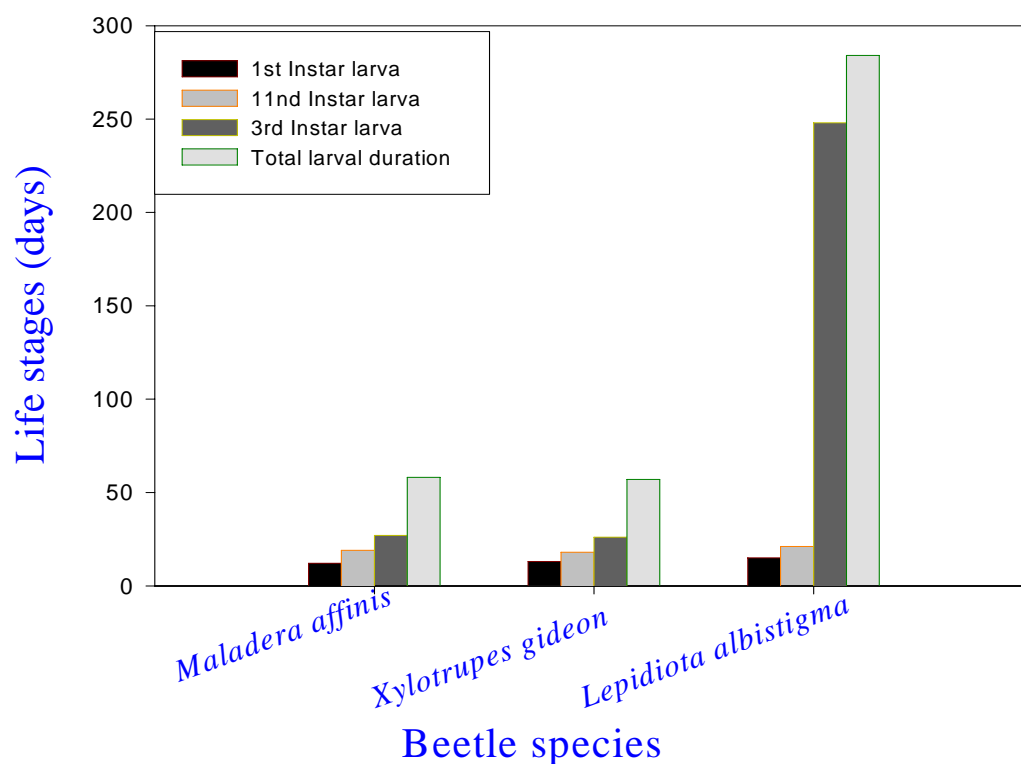 300
250
200
150
100
50
0
Life stages (days)
1st Instar larva
11nd Instar larva
3rd Instar larva
Total larval duration
Maladera affinis
Xylotrupes gideon
Lepidiota albistigma
Beetle species